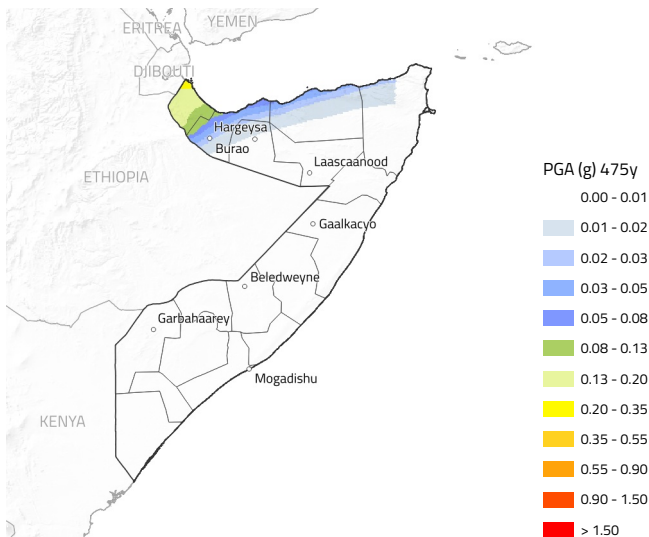 YEMEN
ERITREA
DJIBOUTI
Hargeysa
Burao
Laascaanood
ETHIOPIA
Gaalkacyo
Beledweyne
Garbahaarey
Mogadishu
KENYA
PGA (g) 475y
0.00 - 0.01
0.01 - 0.02
0.02 - 0.03
0.03 - 0.05
0.05 - 0.08
0.08 - 0.13
0.13 - 0.20
0.20 - 0.35
0.35 - 0.55
0.55 - 0.90
0.90 - 1.50
> 1.50